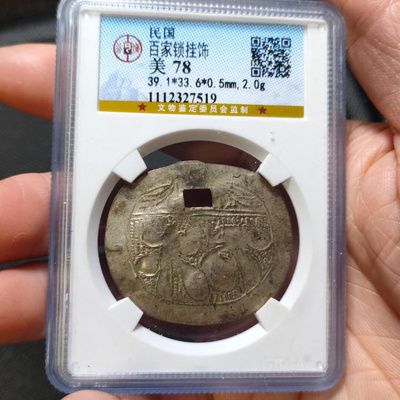 民国
百家锁挂饰
美 78
39.1*33.6*0.5mm,2.0g
1112327519
★ 文物鉴定委员会监制 ★